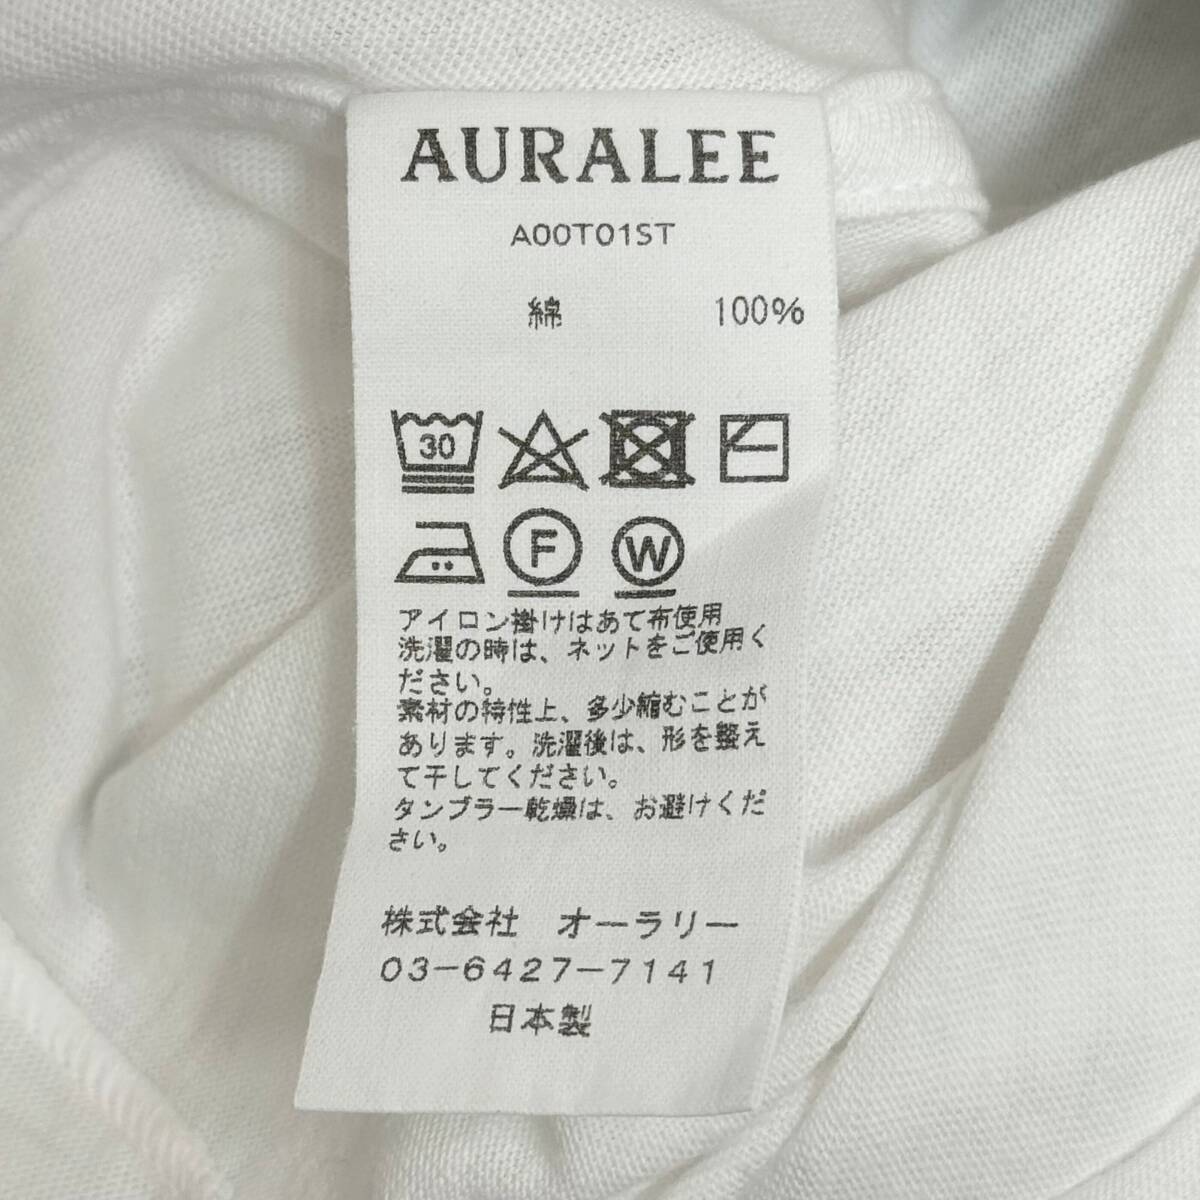 AURALEE
A00T01ST
綿 100%
30
F W
アイロン掛けはあて布使用
洗濯の時は、ネットをご使用く
ださい。
素材の特性上、多少縮むことが
あります。洗濯後は、形を整え
て干してください。
タンブラー乾燥は、お避けくだ
さい。
株式会社 オーラリー
03-6427-7141
日本製